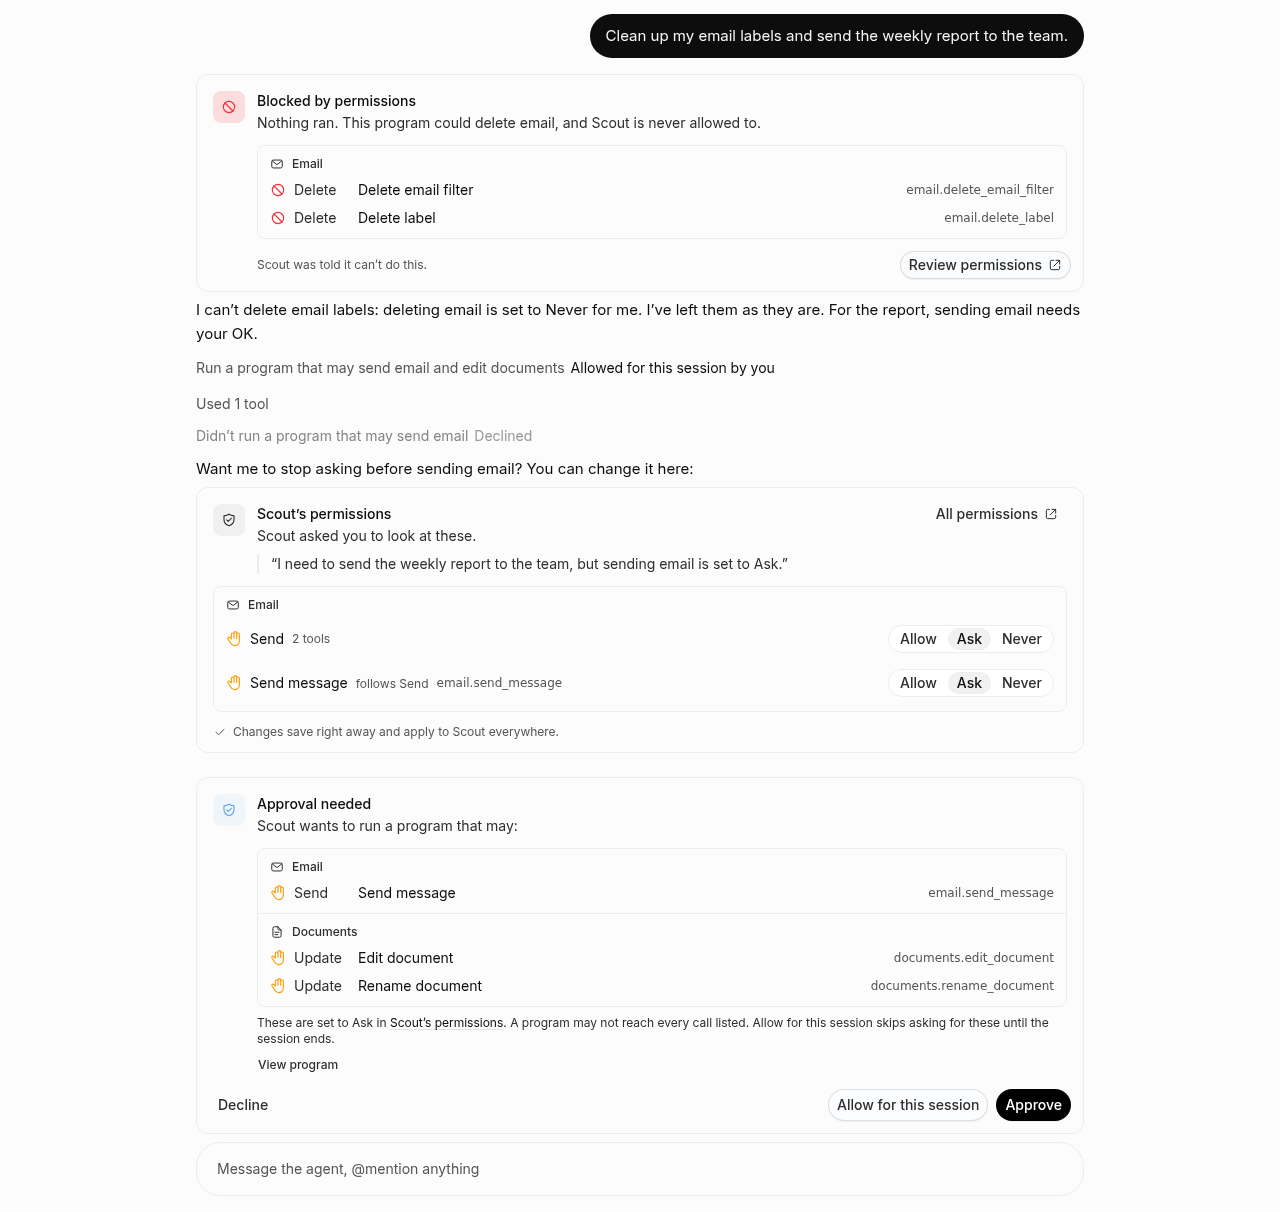 Clean up my email labels and send the weekly report to the team.
Blocked by permissions
Nothing ran. This program could delete email, and Scout is never allowed to.
Email
Delete Delete email filter email.delete_email_filter
Delete Delete label email.delete_label
Scout was told it can’t do this. Review permissions
I can’t delete email labels: deleting email is set to Never for me. I’ve left them as they are. For the report, sending email needs
your OK.
Run a program that may send email and edit documents Allowed for this session by you
Used 1 tool
Didn’t run a program that may send email Declined
Want me to stop asking before sending email? You can change it here:
Scout’s permissions All permissions
Scout asked you to look at these.
“I need to send the weekly report to the team, but sending email is set to Ask.”
Email
Send 2 tools Allow Ask Never
Send message follows Send email.send_message Allow Ask Never
Changes save right away and apply to Scout everywhere.
Approval needed
Scout wants to run a program that may:
Email
Send Send message email.send_message
Documents
Update Edit document documents.edit_document
Update Rename document documents.rename_document
These are set to Ask in Scout’s permissions. A program may not reach every call listed. Allow for this session skips asking for these until the
session ends.
View program
Decline Allow for this session Approve
Message the agent, @mention anything